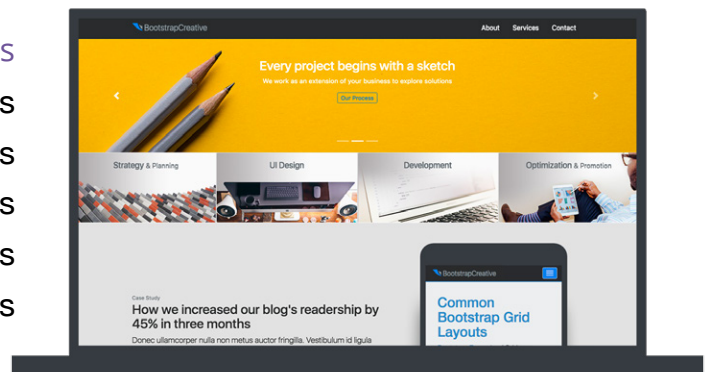 s
s
s
s
s
s
BootstrapCreative
About Services Contact
Every project begins with a sketch
We work as an extension of your business to explore solutions
Our Process
Strategy & Planning
UI Design
Development
Optimization & Promotion
Case Study
How we increased our blog's readership by
45% in three months
Donec ullamcorper nulla non metus auctor fringilla. Vestibulum id ligula
BootstrapCreative
Common
Bootstrap Grid
Layouts